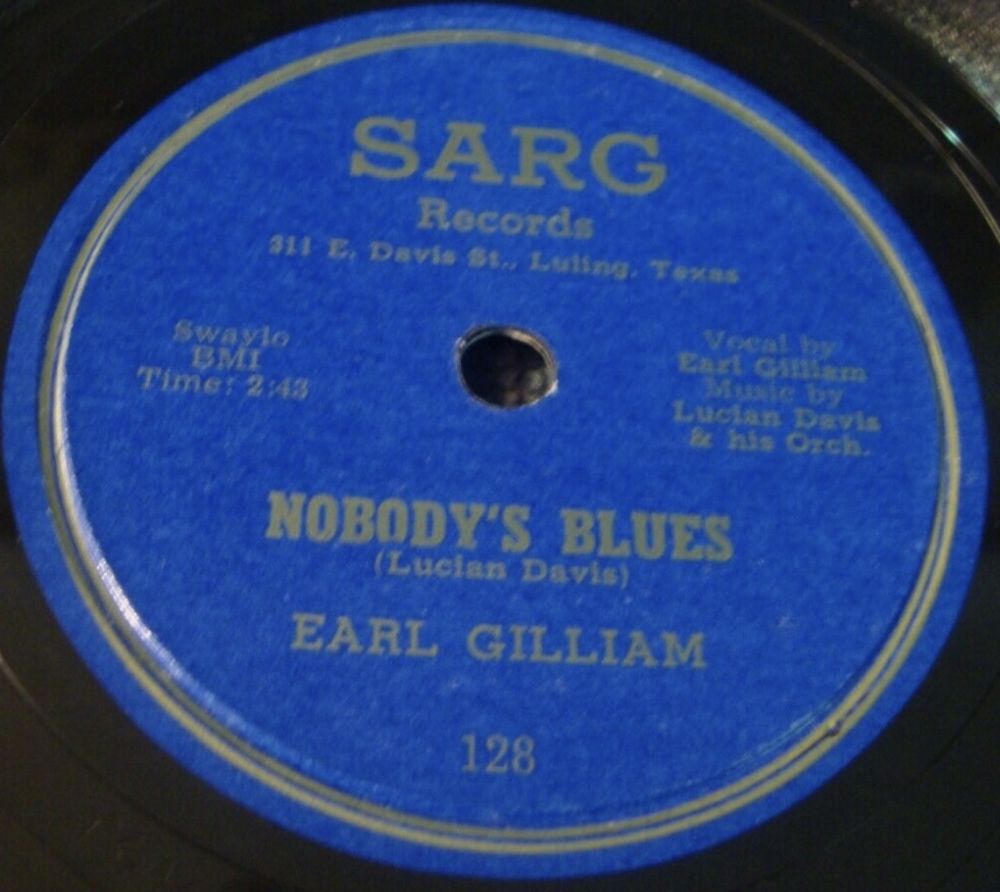 SARG
Records
311 E. Davis St., Luling, Texas
Swaylo
BMI
Time: 2:43
Vocal by
Earl Gilliam
Music by
Lucian Davis
& his Orch.
NOBODY'S BLUES
(Lucian Davis)
EARL GILLIAM
128